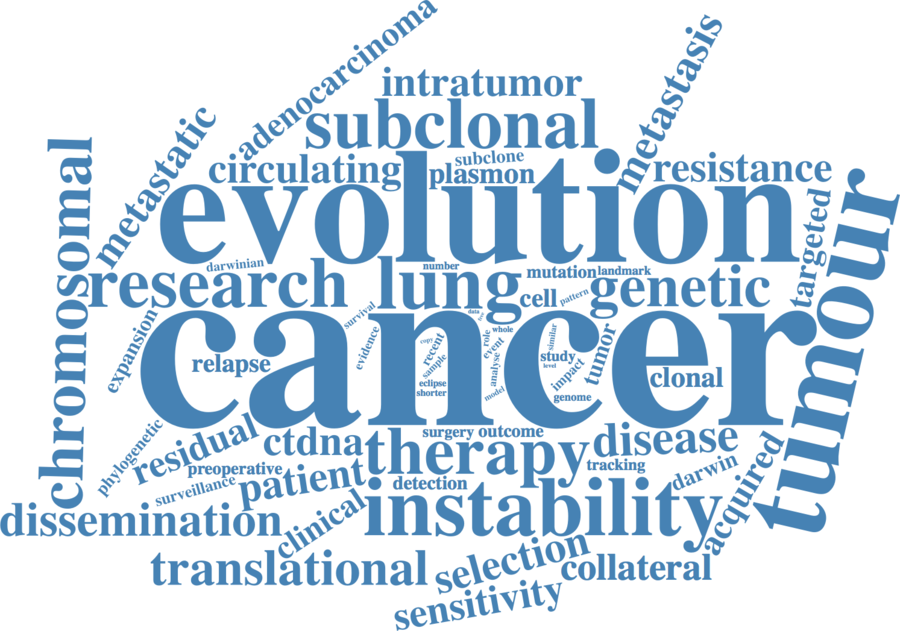 adenocarcinoma
metastasis
intratumor
subclonal
metastatic
circulating
subclone
plasmon
resistance
chromosomal
evolution
targeted
tumour
darwinian
number
research
lung
cell
mutation
landmark
pattern
genetic
expansion
survival
evidence
cancer
data
whole
role
event
similar
copy
recent
sample
eclipse
shorter
analyse
model
study
level
impact
genome
tumor
relapse
clonal
phylogenetic
residual
ctdna
surgery
outcome
therapy
disease
preoperative
tracking
surveillance
patient
detection
darwin
acquired
dissemination
clinical
instability
translational
selection
collateral
sensitivity